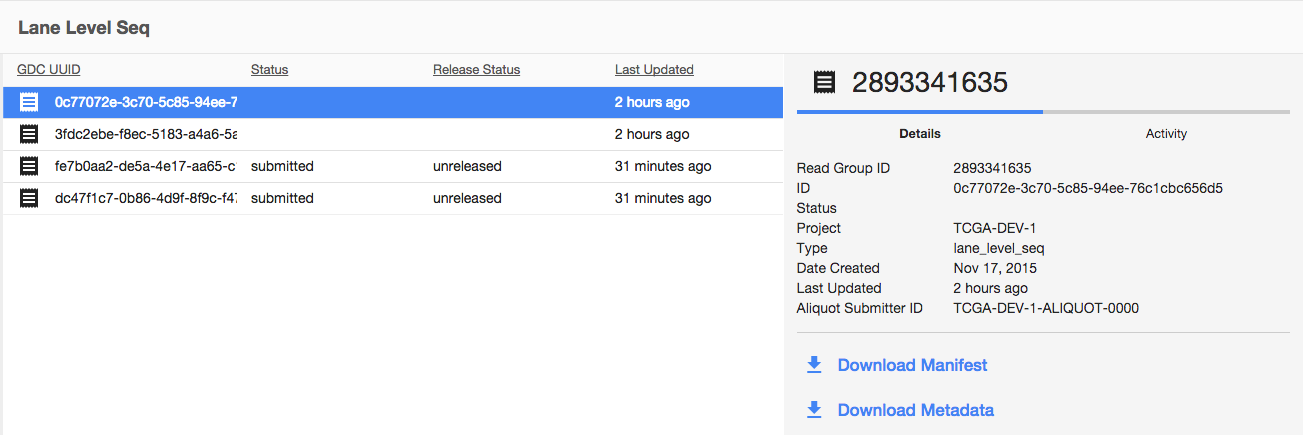 Lane Level Seq
GDC UUID Status Release Status Last Updated
0c77072e-3c70-5c85-94ee-7 2 hours ago
3fdc2ebe-f8ec-5183-a4a6-5a 2 hours ago
fe7b0aa2-de5a-4e17-aa65-c submitted unreleased 31 minutes ago
dc47f1c7-0b86-4d9f-8f9c-f47 submitted unreleased 31 minutes ago
2893341635
Details Activity
Read Group ID 2893341635
ID 0c77072e-3c70-5c85-94ee-76c1cbc656d5
Status
Project TCGA-DEV-1
Type lane_level_seq
Date Created Nov 17, 2015
Last Updated 2 hours ago
Aliquot Submitter ID TCGA-DEV-1-ALIQUOT-0000
Download Manifest
Download Metadata